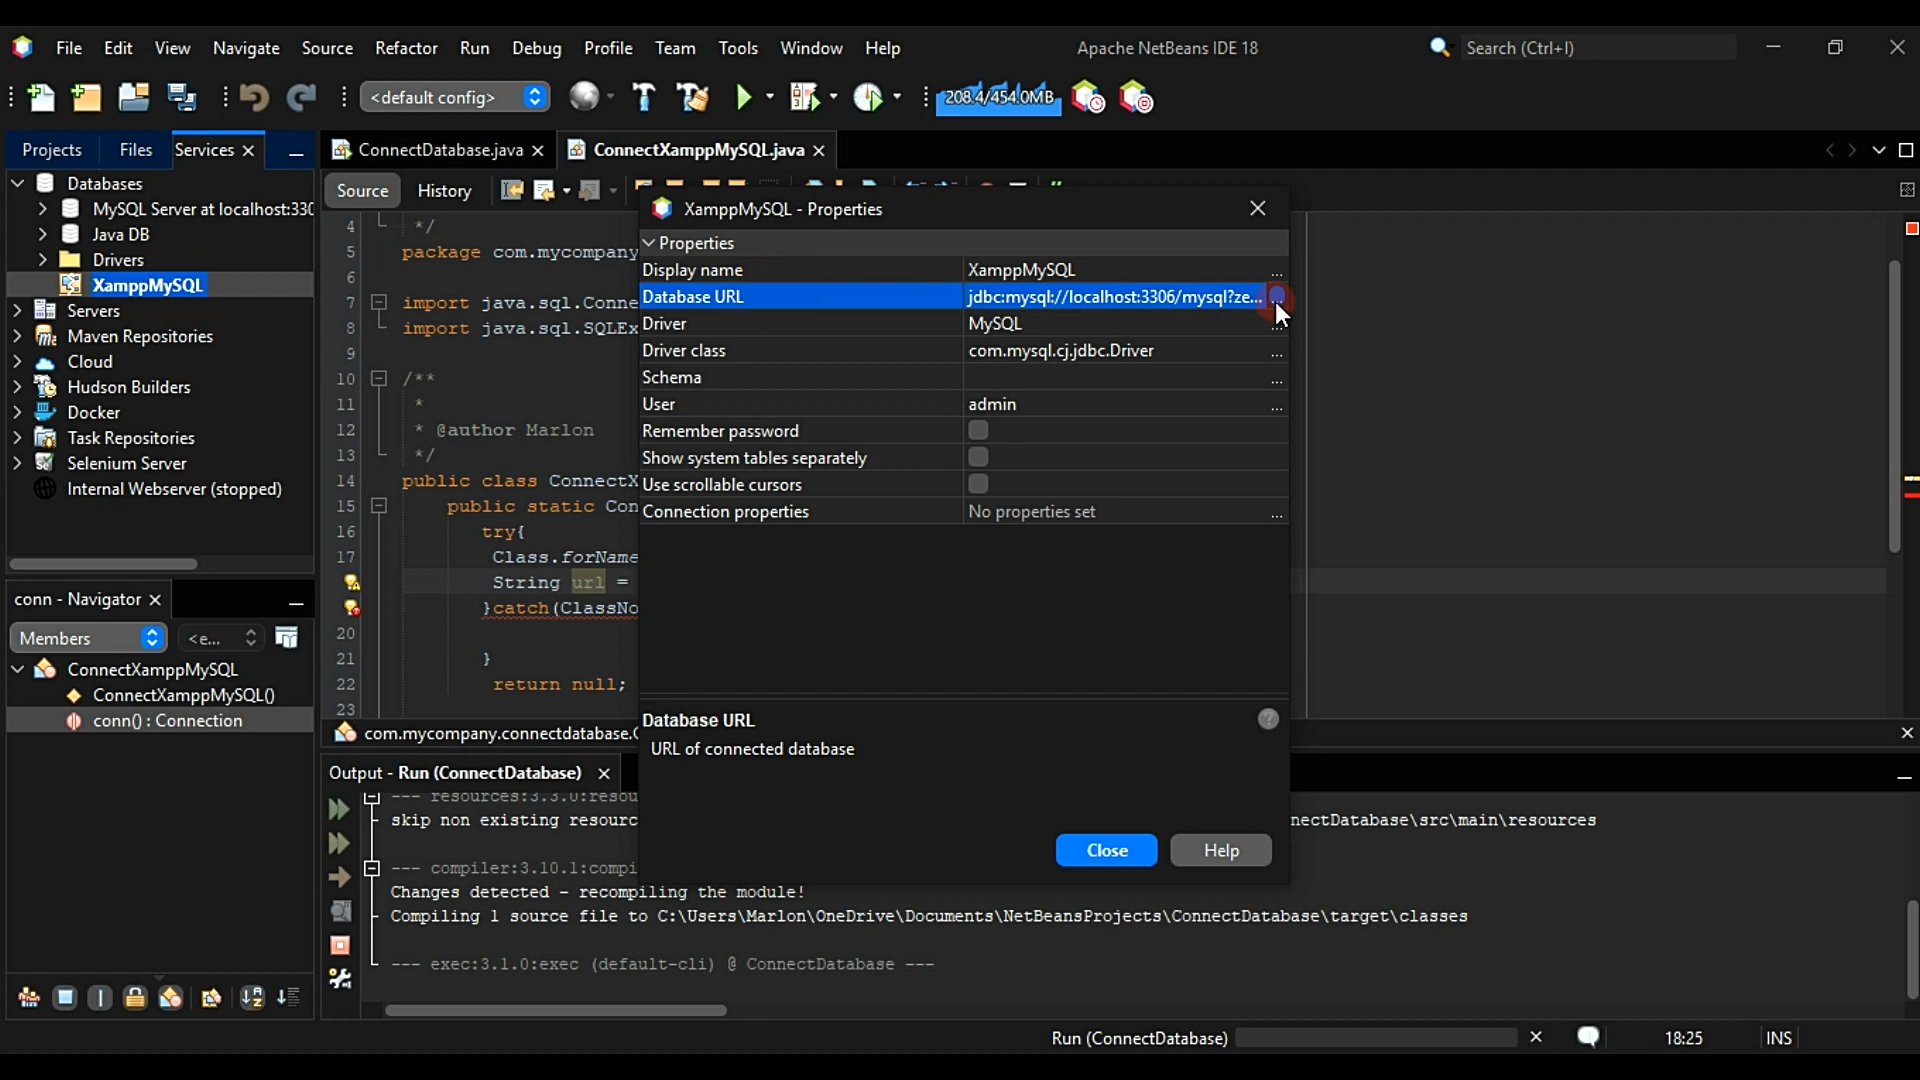 File Edit View Navigate Source Refactor Run Debug Profile Team Tools Window Help
Apache NetBeans IDE 18
Search (Ctrl+I)
<default config>
208.4/454.0MB
Projects Files Services
ConnectDatabase.java ConnectXamppMySQL.java
Source History
Databases
MySQL Server at localhost:330
Java DB
Drivers
XamppMySQL
Servers
Maven Repositories
Cloud
Hudson Builders
Docker
Task Repositories
Selenium Server
Internal Webserver (stopped)
conn - Navigator
Members <e...
ConnectXamppMySQL
ConnectXamppMySQL()
conn() : Connection
4 */
5 package com.mycompany
6
7 import java.sql.Conne
8 import java.sql.SQLEx
9
10 /**
11 *
12 * @author Marlon
13 */
14 public class ConnectX
15 public static Con
16 try{
17 Class.forName
String url =
}catch(ClassNo
20
21 }
22 return null;
23
com.mycompany.connectdatabase.
XamppMySQL - Properties
Properties
Display name XamppMySQL ...
Database URL jdbc:mysql://localhost:3306/mysql?ze... ...
Driver MySQL ...
Driver class com.mysql.cj.jdbc.Driver ...
Schema ...
User admin ...
Remember password
Show system tables separately
Use scrollable cursors
Connection properties No properties set ...
Database URL
URL of connected database
?
Close Help
Output - Run (ConnectDatabase)
--- resources:3.3.0:resou
skip non existing resourc nectDatabase\src\main\resources
--- compiler:3.10.1:compi
Changes detected - recompiling the module!
Compiling 1 source file to C:\Users\Marlon\OneDrive\Documents\NetBeansProjects\ConnectDatabase\target\classes
--- exec:3.1.0:exec (default-cli) @ ConnectDatabase ---
Run (ConnectDatabase) 18:25 INS